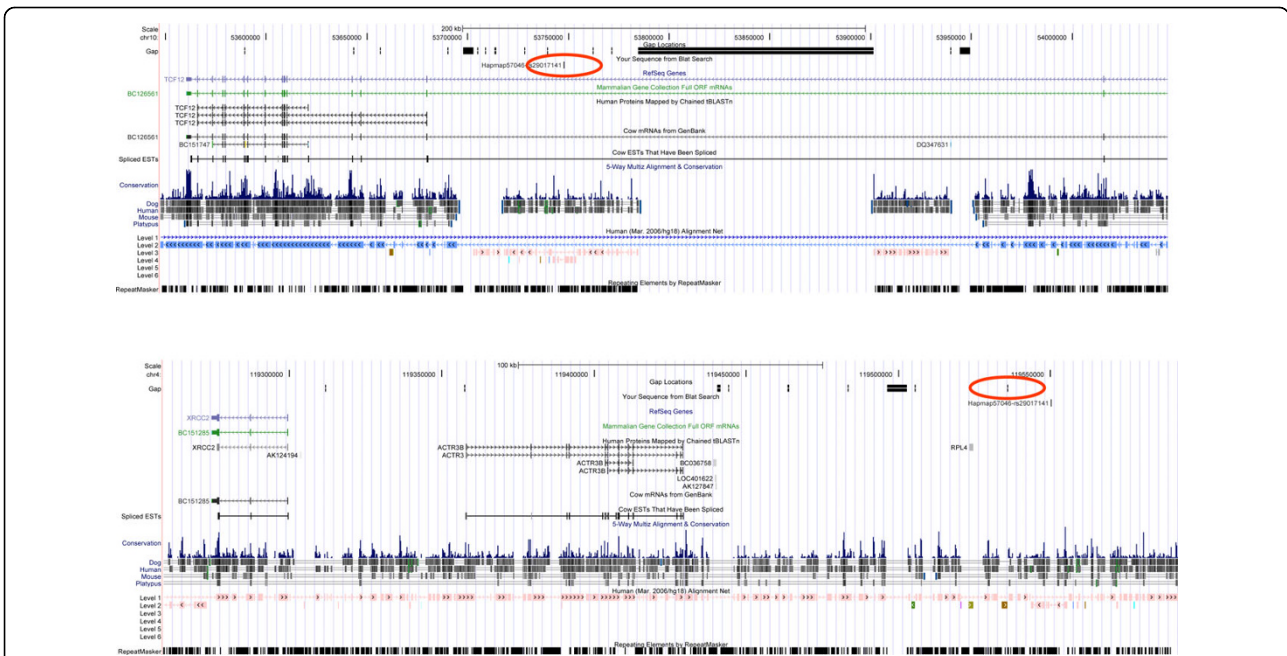 Scale 200 kb
chr10: 53600000 53650000 53700000 53750000 53800000 53850000 53900000 53950000 54000000
Gap Gap Locations
Your Sequence from Blat Search
Hapmap57046-rs29017141
RefSeq Genes
TCF12
Mammalian Gene Collection Full ORF mRNAs
BC126561
Human Proteins Mapped by Chained tBLASTn
TCF12
TCF12
TCF12
Cow mRNAs from GenBank
BC126561
BC151747 DQ347631
Cow ESTs That Have Been Spliced
Spliced ESTs
5-Way Multiz Alignment & Conservation
Conservation
Dog
Human
Mouse
Platypus
Human (Mar. 2006/hg18) Alignment Net
Level 1
Level 2
Level 3
Level 4
Level 5
Level 6
Repeating Elements by RepeatMasker
RepeatMasker
Scale 100 kb
chr4: 119300000 119350000 119400000 119450000 119500000 119550000
Gap Locations
Gap
Your Sequence from Blat Search
Hapmap57046-rs29017141
RefSeq Genes
XRCC2
Mammalian Gene Collection Full ORF mRNAs
BC151285
Human Proteins Mapped by Chained tBLASTn
XRCC2 ACTR3B RPL4
AK124194 ACTR3
ACTR3B BC036758
ACTR3B
LOC401622
AK127847
Cow mRNAs from GenBank
BC151285
Cow ESTs That Have Been Spliced
Spliced ESTs
5-Way Multiz Alignment & Conservation
Conservation
Dog
Human
Mouse
Platypus
Human (Mar. 2006/hg18) Alignment Net
Level 1
Level 2
Level 3
Level 4
Level 5
Level 6
Repeating Elements by RepeatMasker
RepeatMasker